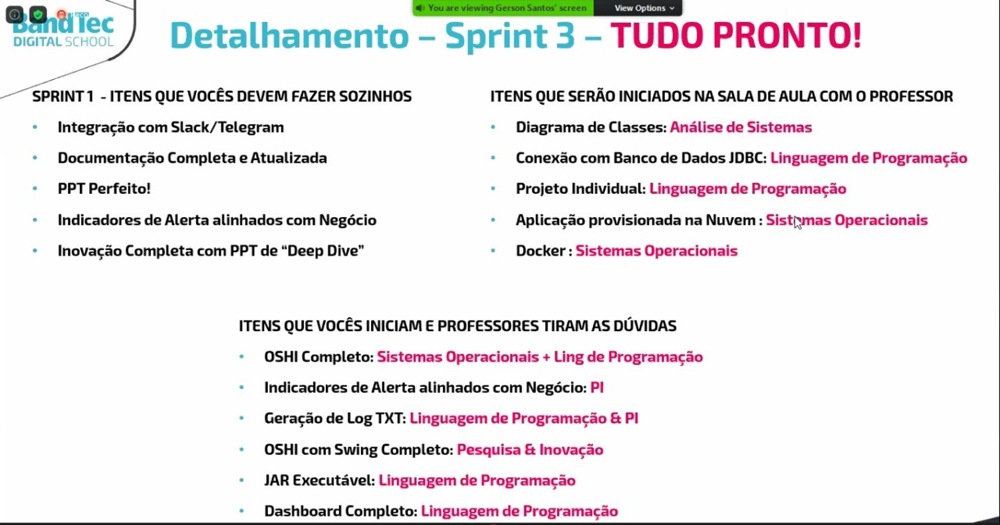 You are viewing Gerson Santos' screen
View Options
BandTec
DIGITAL SCHOOL
Detalhamento – Sprint 3 – TUDO PRONTO!
SPRINT 1 - ITENS QUE VOCÊS DEVEM FAZER SOZINHOS
• Integração com Slack/Telegram
• Documentação Completa e Atualizada
• PPT Perfeito!
• Indicadores de Alerta alinhados com Negócio
• Inovação Completa com PPT de “Deep Dive”
ITENS QUE SERÃO INICIADOS NA SALA DE AULA COM O PROFESSOR
• Diagrama de Classes: Análise de Sistemas
• Conexão com Banco de Dados JDBC: Linguagem de Programação
• Projeto Individual: Linguagem de Programação
• Aplicação provisionada na Nuvem : Sistemas Operacionais
• Docker : Sistemas Operacionais
ITENS QUE VOCÊS INICIAM E PROFESSORES TIRAM AS DÚVIDAS
• OSHI Completo: Sistemas Operacionais + Ling de Programação
• Indicadores de Alerta alinhados com Negócio: PI
• Geração de Log TXT: Linguagem de Programação & PI
• OSHI com Swing Completo: Pesquisa & Inovação
• JAR Executável: Linguagem de Programação
• Dashboard Completo: Linguagem de Programação